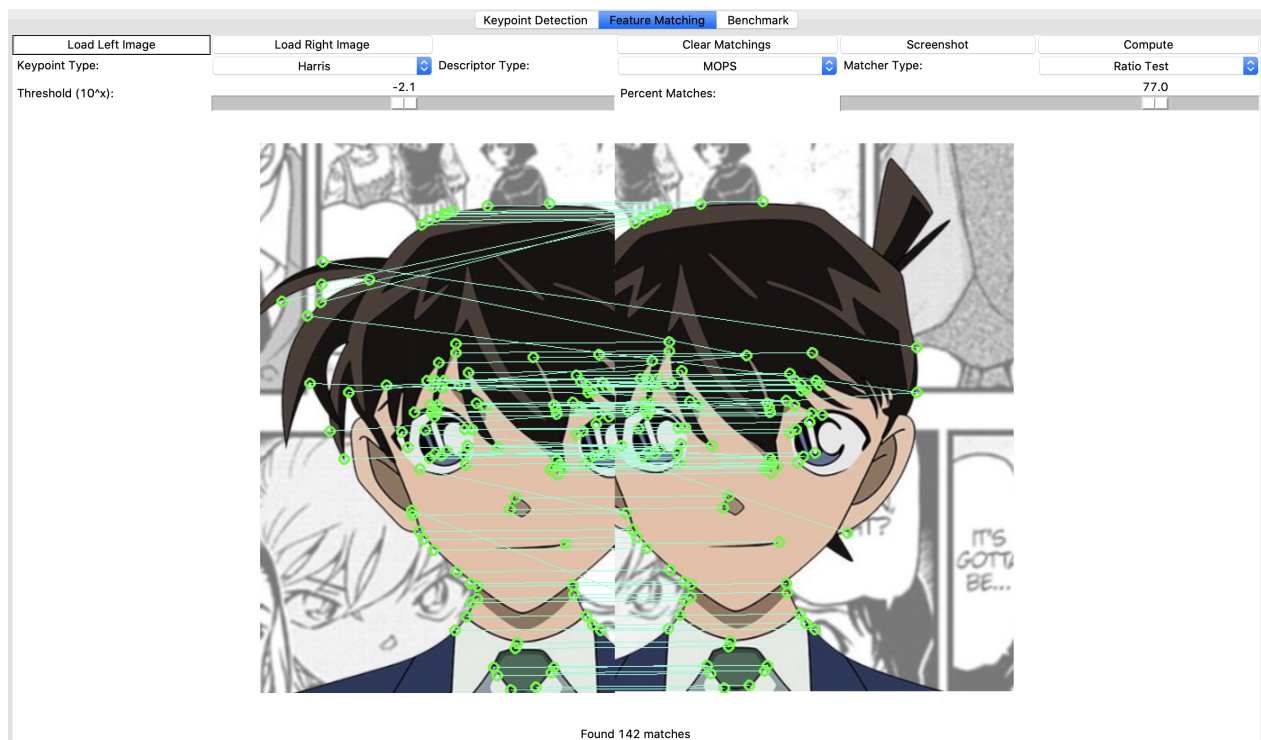 Keypoint Detection Feature Matching Benchmark
Load Left Image Load Right Image Clear Matchings Screenshot Compute
Keypoint Type: Harris Descriptor Type: MOPS Matcher Type: Ratio Test
-2.1 77.0
Threshold (10^x): Percent Matches:
IT'S
GOTTA
BE...
Found 142 matches